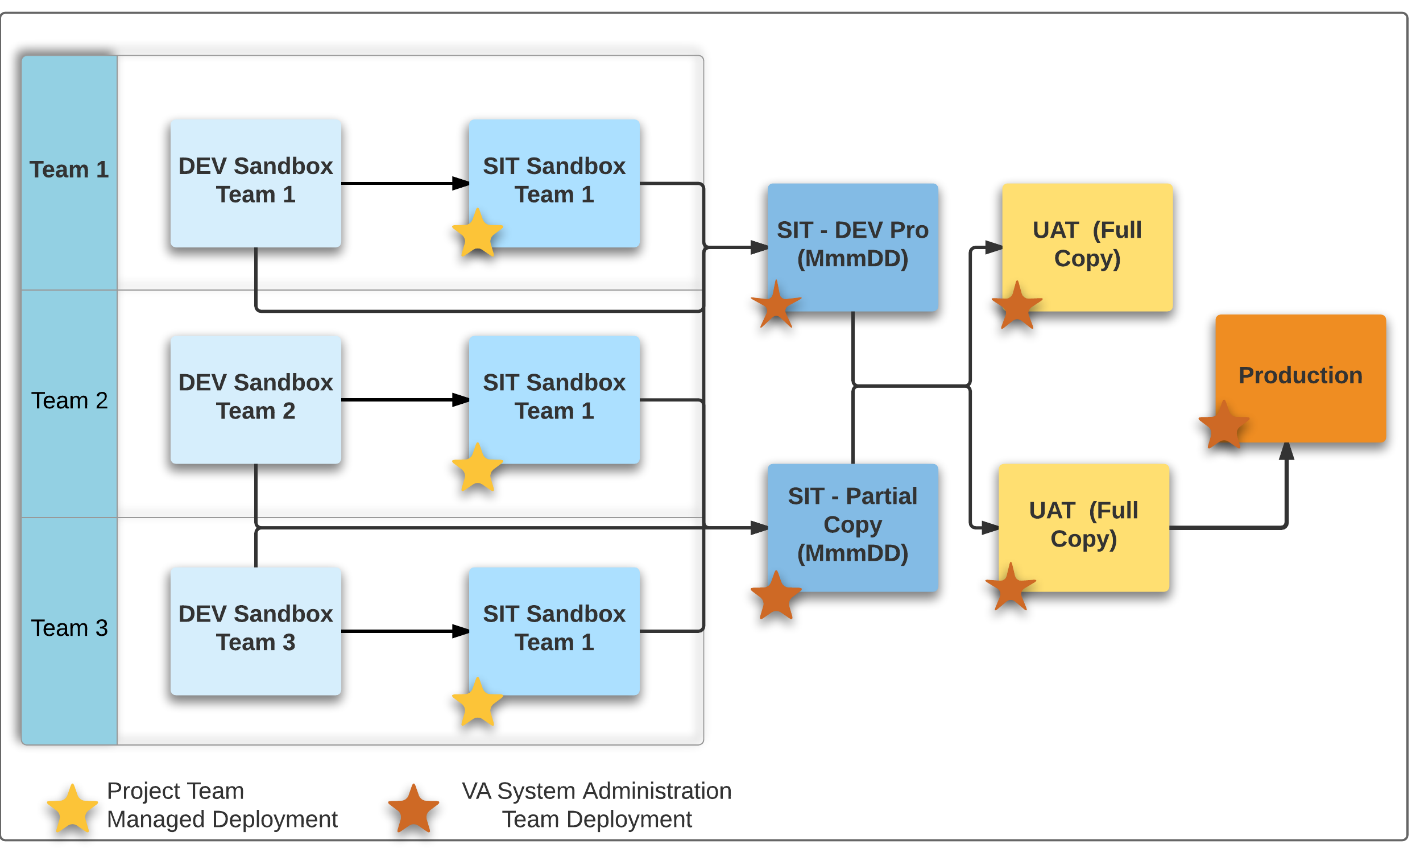 Team 1
DEV Sandbox
Team 1
SIT Sandbox
Team 1
Team 2
DEV Sandbox
Team 2
SIT Sandbox
Team 1
Team 3
DEV Sandbox
Team 3
SIT Sandbox
Team 1
SIT - DEV Pro
(MmmDD)
SIT - Partial
Copy
(MmmDD)
UAT (Full
Copy)
UAT (Full
Copy)
Production
Project Team
Managed Deployment
VA System Administration
Team Deployment